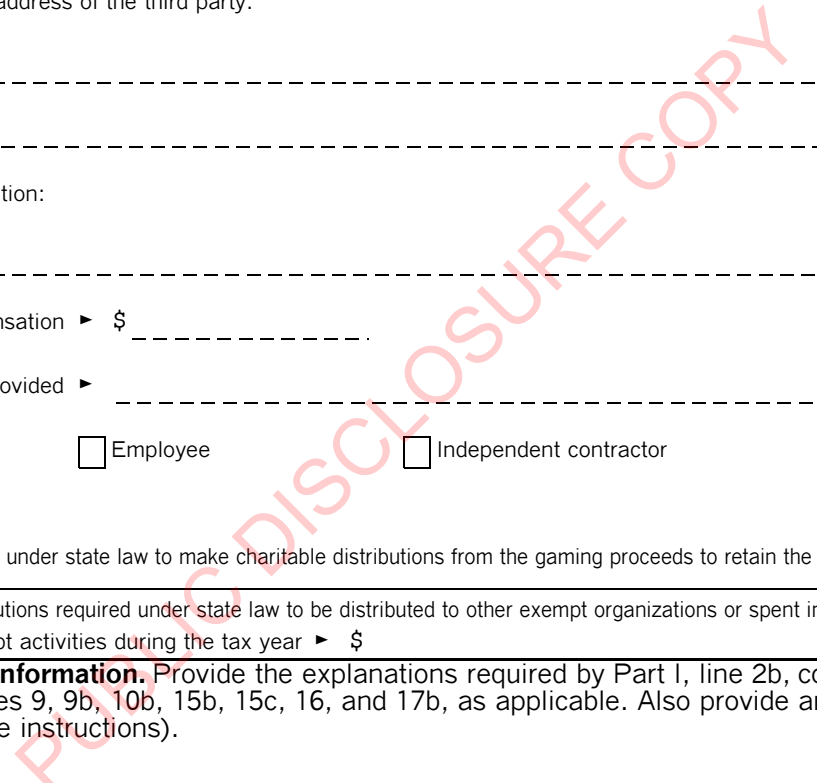 address of the third party:
tion:
nsation ► $
ovided ►
Employee Independent contractor
under state law to make charitable distributions from the gaming proceeds to retain the
utions required under state law to be distributed to other exempt organizations or spent in
ot activities during the tax year ► $
nformation. Provide the explanations required by Part I, line 2b, co
es 9, 9b, 10b, 15b, 15c, 16, and 17b, as applicable. Also provide an
e instructions).
PUBLIC DISCLOSURE COPY